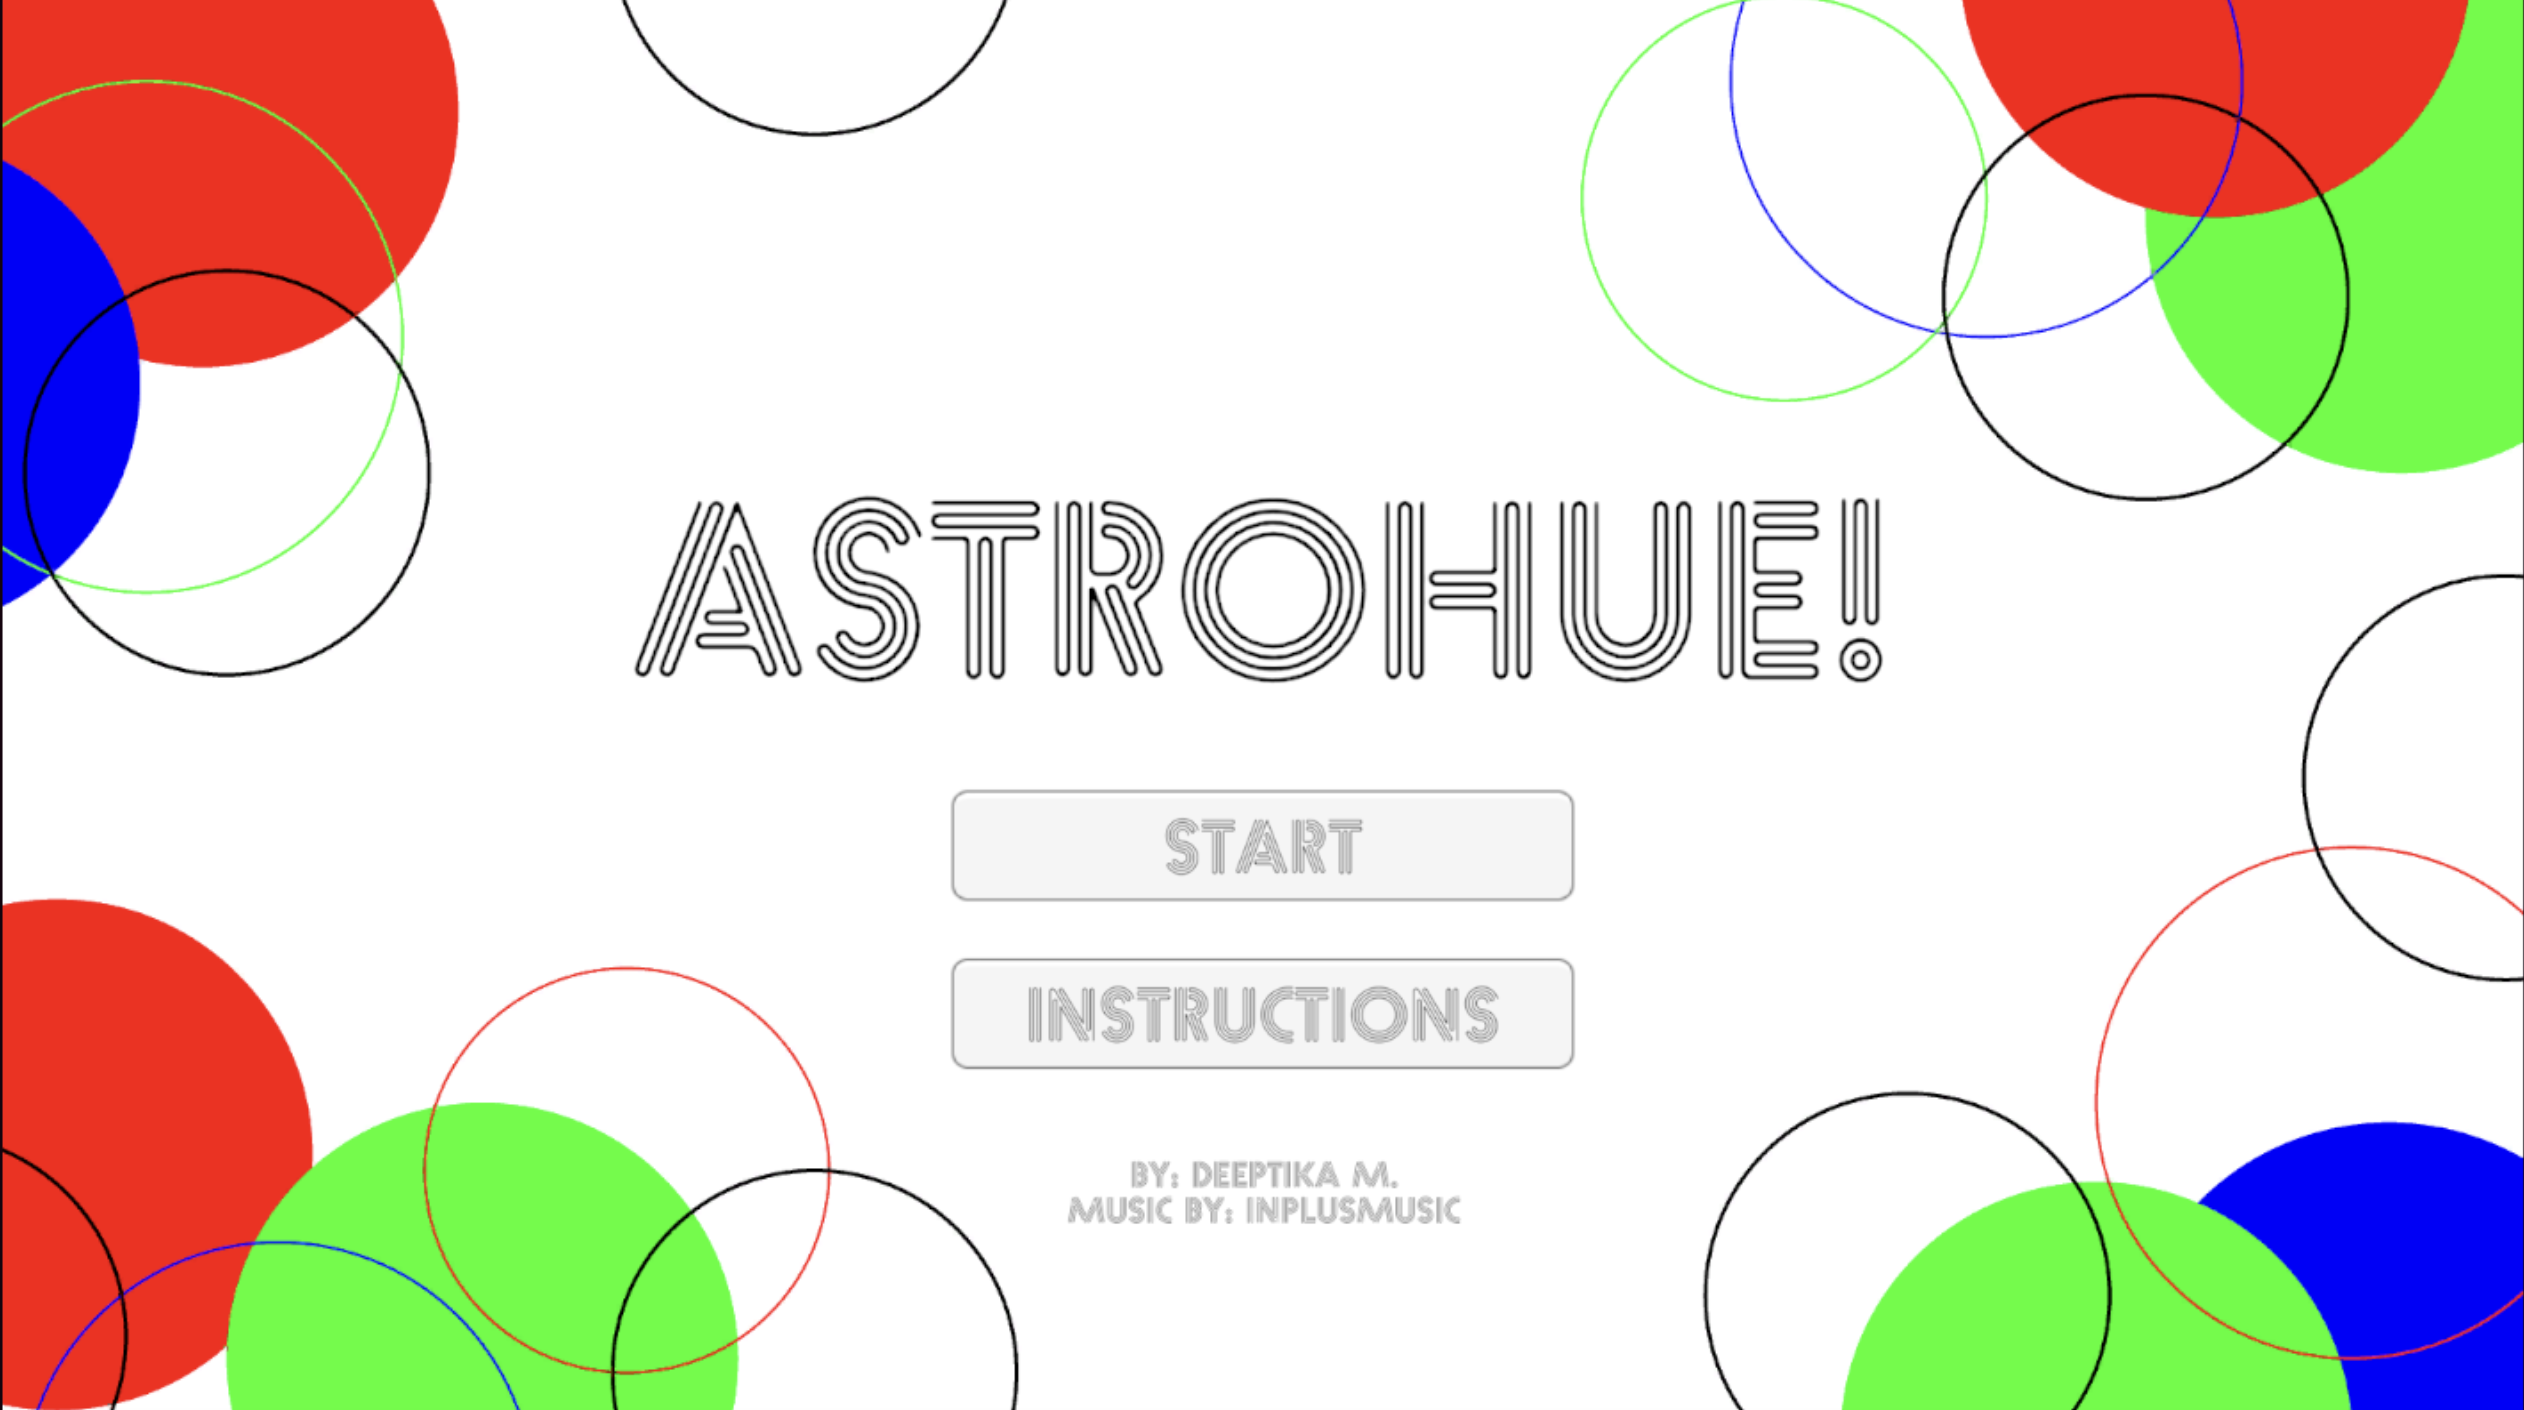 ASTROHUE!
START
INSTRUCTIONS
BY: DEEPTIKA M.
MUSIC BY: INPLUSMUSIC